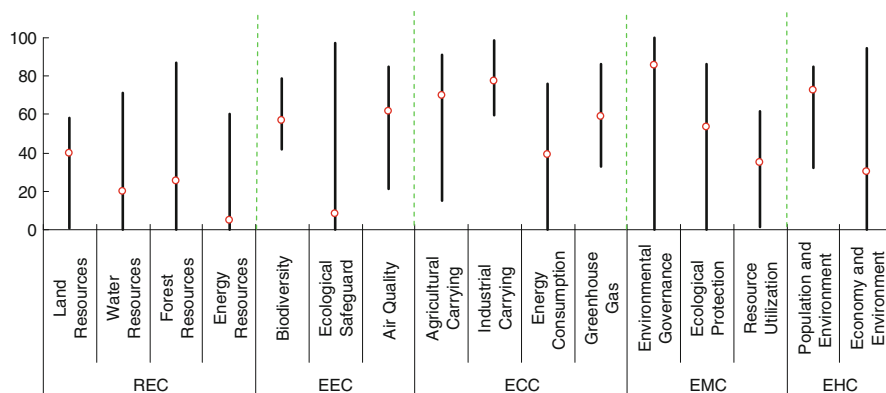 100
80
60
40
20
0
Land
Resources
Water
Resources
Forest
Resources
Energy
Resources
Biodiversity
Ecological
Safeguard
Air Quality
Agricultural
Carrying
Industrial
Carrying
Energy
Consumption
Greenhouse
Gas
Environmental
Governance
Ecological
Protection
Resource
Utilization
Population and
Environment
Economy and
Environment
REC
EEC
ECC
EMC
EHC